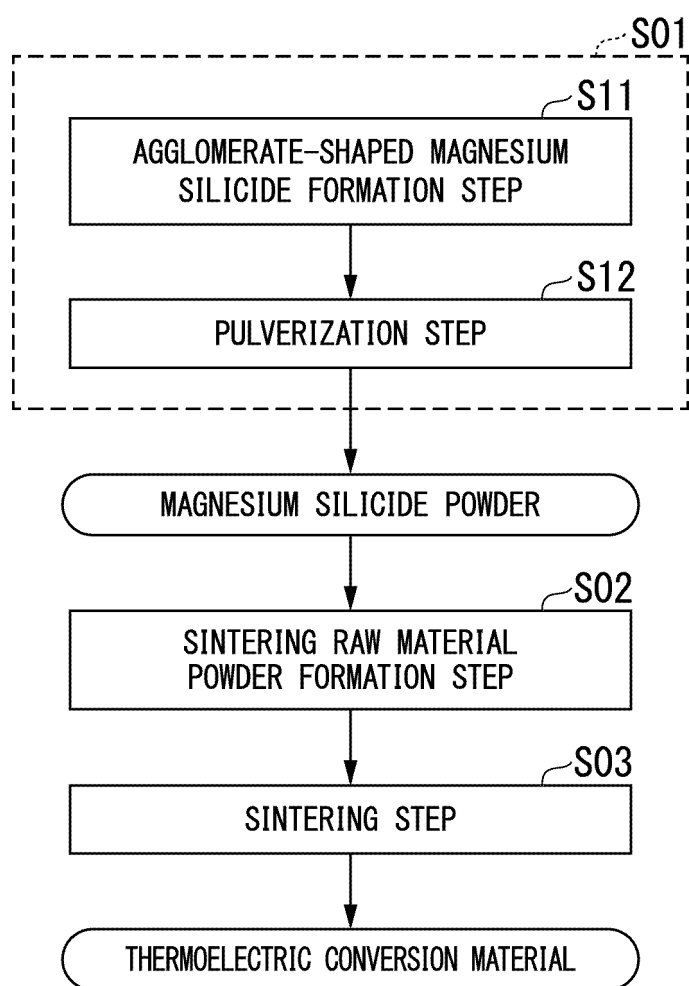 S01
S11
AGGLOMERATE-SHAPED MAGNESIUM
SILICIDE FORMATION STEP
S12
PULVERIZATION STEP
MAGNESIUM SILICIDE POWDER
S02
SINTERING RAW MATERIAL
POWDER FORMATION STEP
S03
SINTERING STEP
THERMOELECTRIC CONVERSION MATERIAL